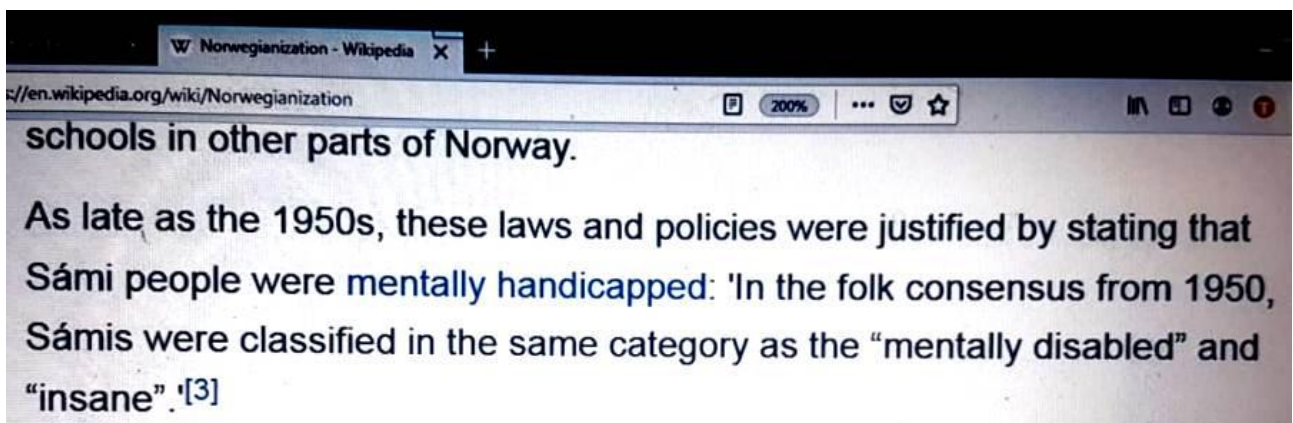 W Norwegianization - Wikipedia × +
://en.wikipedia.org/wiki/Norwegianization 200% ...
schools in other parts of Norway.
As late as the 1950s, these laws and policies were justified by stating that
Sámi people were mentally handicapped: 'In the folk consensus from 1950,
Sámis were classified in the same category as the “mentally disabled” and
“insane”.'[3]